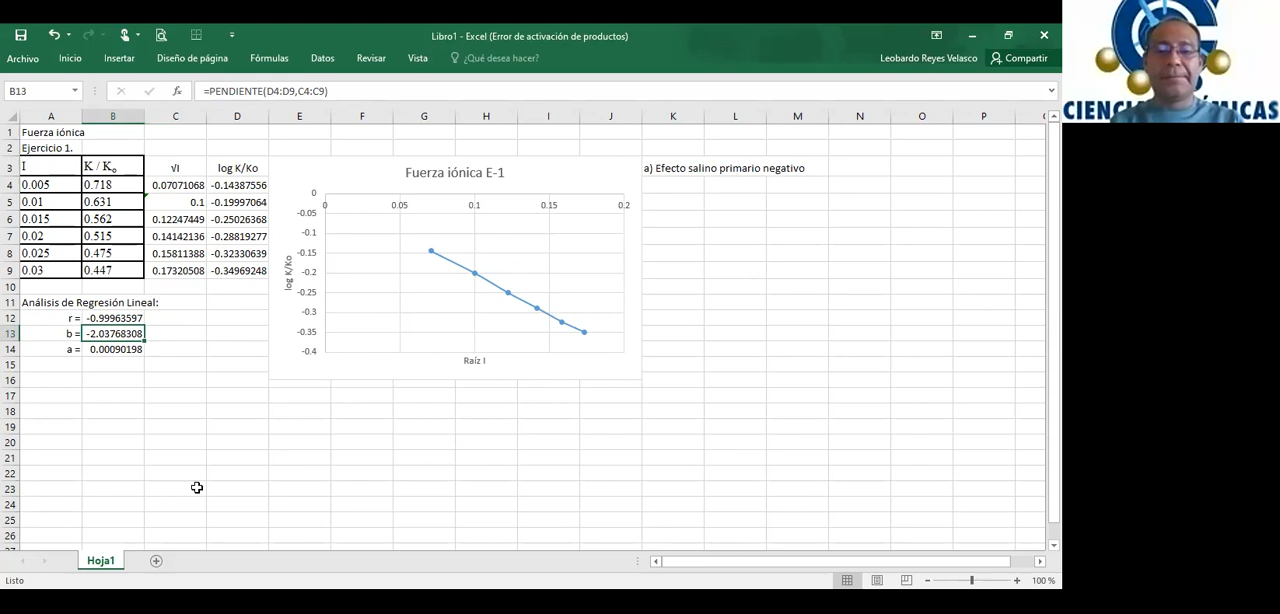 Libro1 - Excel (Error de activación de productos)
Archivo Inicio Insertar Diseño de página Fórmulas Datos Revisar Vista ¿Qué desea hacer? Leobardo Reyes Velasco Compartir
B13 fx =PENDIENTE(D4:D9,C4:C9)
A B C D E F G H I J K L M N O P
1 Fuerza iónica
2 Ejercicio 1.
3 I K / Ko √I log K/Ko a) Efecto salino primario negativo
4 0.005 0.718 0.07071068 -0.14387556
5 0.01 0.631 0.1 -0.19997064
6 0.015 0.562 0.12247449 -0.25026368
7 0.02 0.515 0.14142136 -0.28819277
8 0.025 0.475 0.15811388 -0.32330639
9 0.03 0.447 0.17320508 -0.34969248
10
11 Análisis de Regresión Lineal:
12 r = -0.99963597
13 b = -2.03768308
14 a = 0.00090198
15
16
17
18
19
20
21
22
23
24
25
26
Fuerza iónica E-1
0
0 0.05 0.1 0.15 0.2
-0.05
-0.1
-0.15
-0.2
-0.25
-0.3
-0.35
-0.4
log K/Ko
Raíz I
Hoja1
Listo
100 %